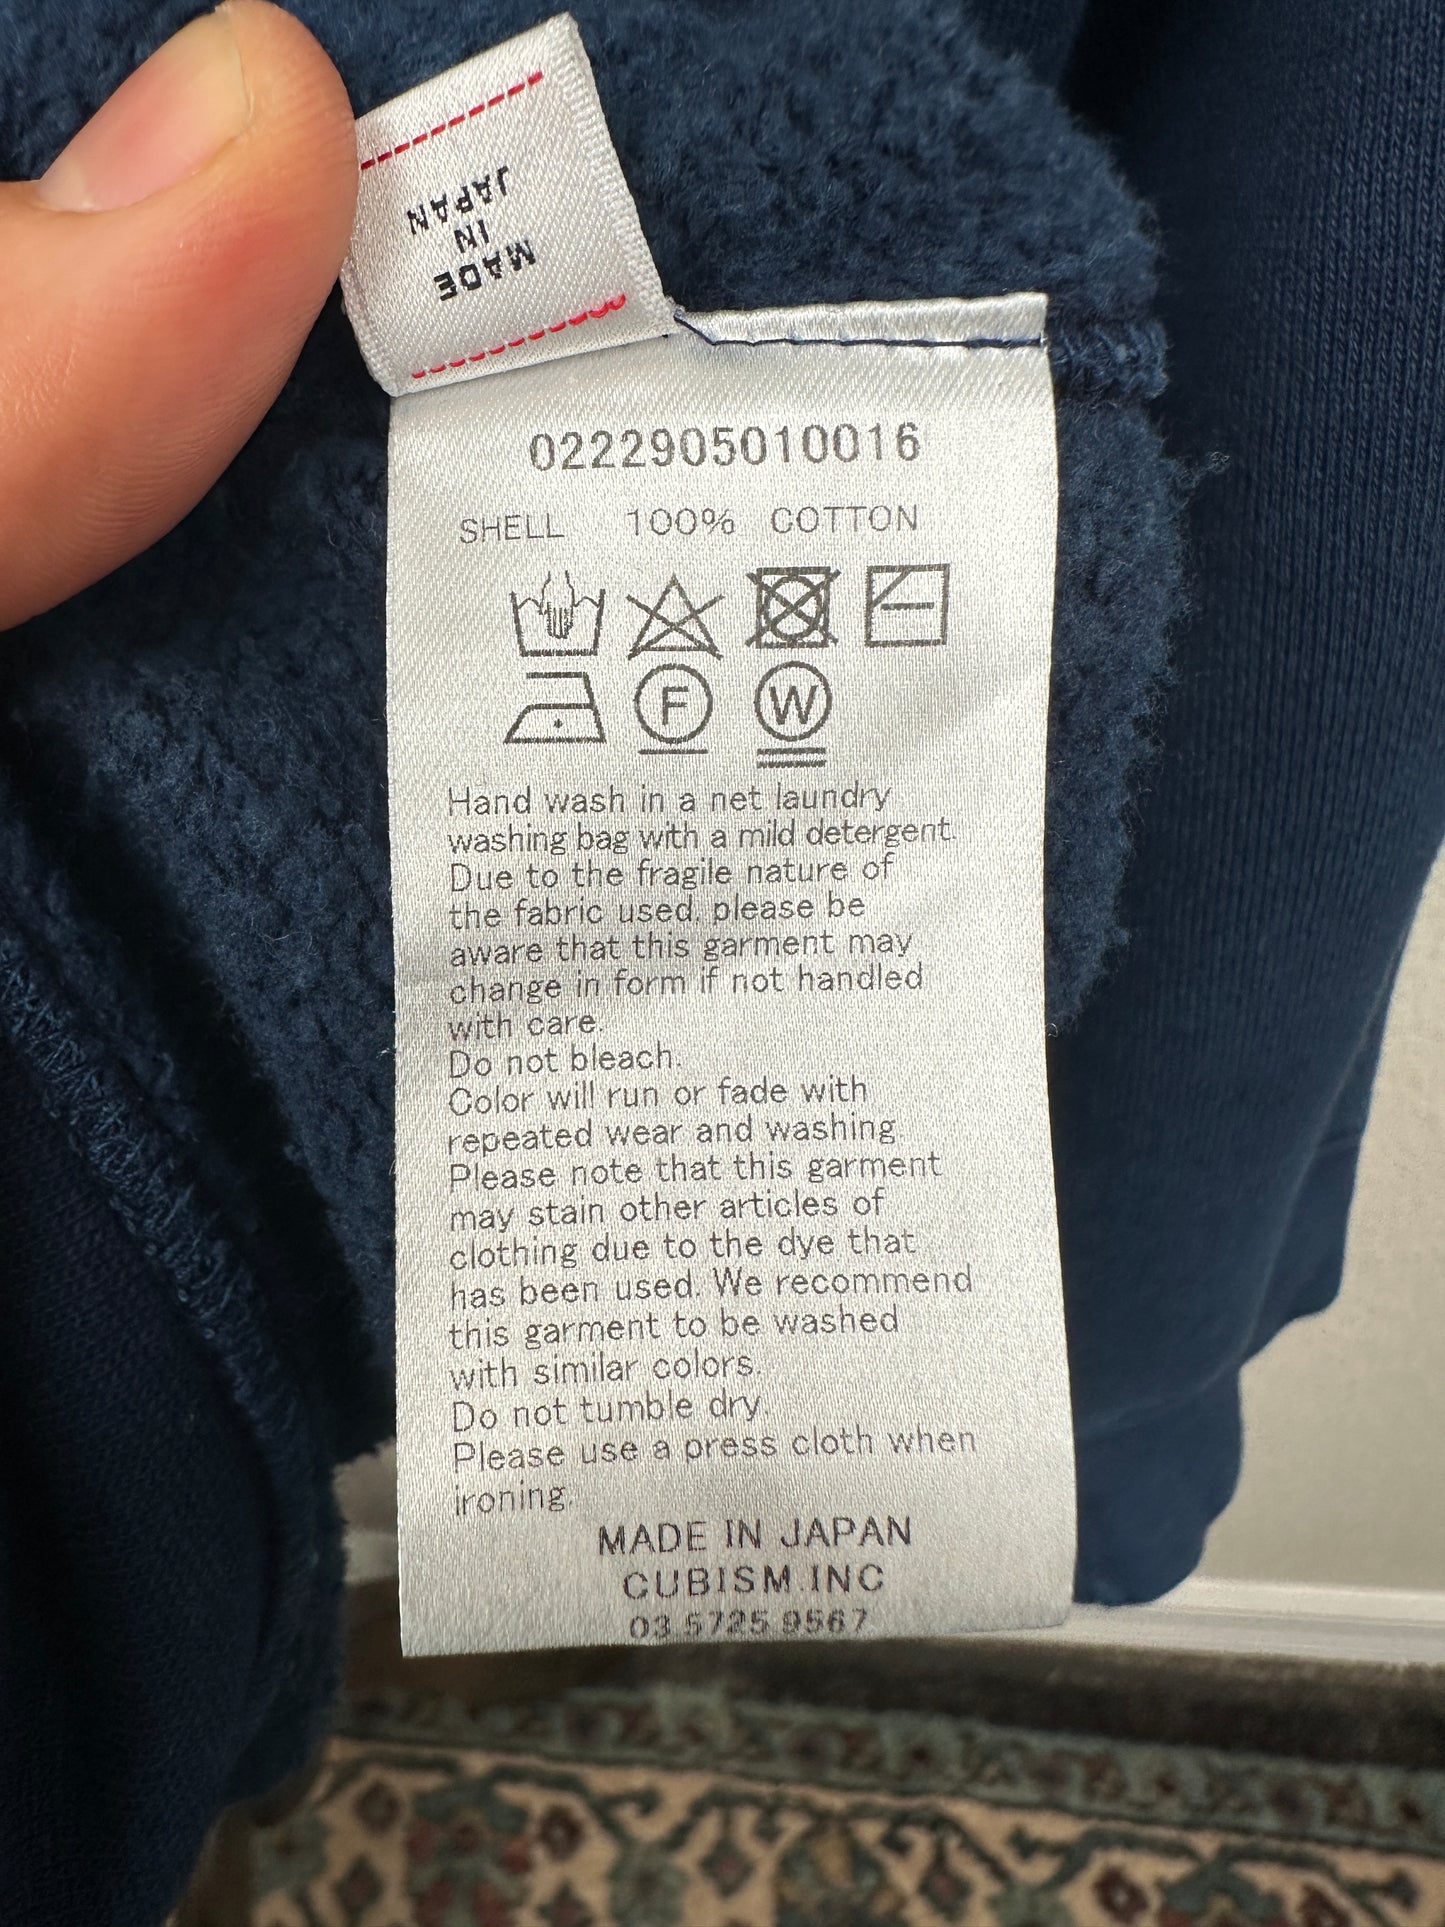 MADE
IN
JAPAN
0222905010016
SHELL 100% COTTON
F W
Hand wash in a net laundry
washing bag with a mild detergent.
Due to the fragile nature of
the fabric used, please be
aware that this garment may
change in form if not handled
with care.
Do not bleach.
Color will run or fade with
repeated wear and washing.
Please note that this garment
may stain other articles of
clothing due to the dye that
has been used. We recommend
this garment to be washed
with similar colors.
Do not tumble dry.
Please use a press cloth when
ironing.
MADE IN JAPAN
CUBISM.INC
03 5725 9567